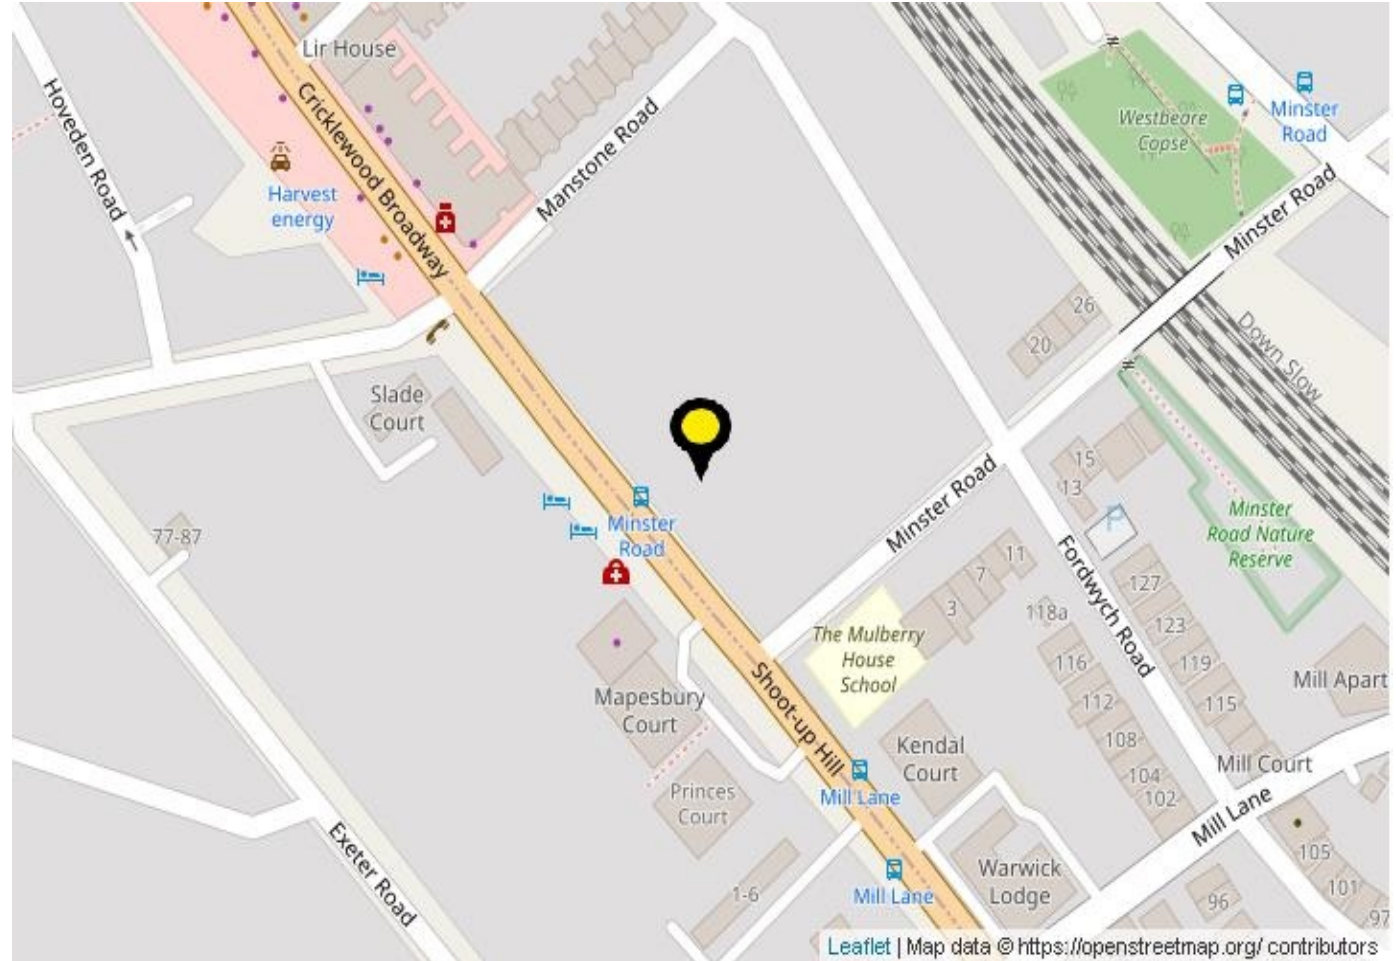 Lir House
Cricklewood Broadway
Hoveden Road
Manstone Road
Harvest
energy
Westbeare
Copse
Minster
Road
Minster Road
26
20
Down Slow
Slade
Court
77-87
Minster
Road
Minster Road
15
13
P
Minster
Road Nature
Reserve
Fordwych Road
11
7
3
The Mulberry
House
School
118a
127
123
119
115
116
112
108
104
102
Mill Apart
Mapesbury
Court
Shoot-up Hill
Princes
Court
Kendal
Court
Mill Lane
Mill Court
Mill Lane
Exeter Road
1-6
Mill Lane
Warwick
Lodge
105
101
97
96
Leaflet | Map data © https://openstreetmap.org/ contributors